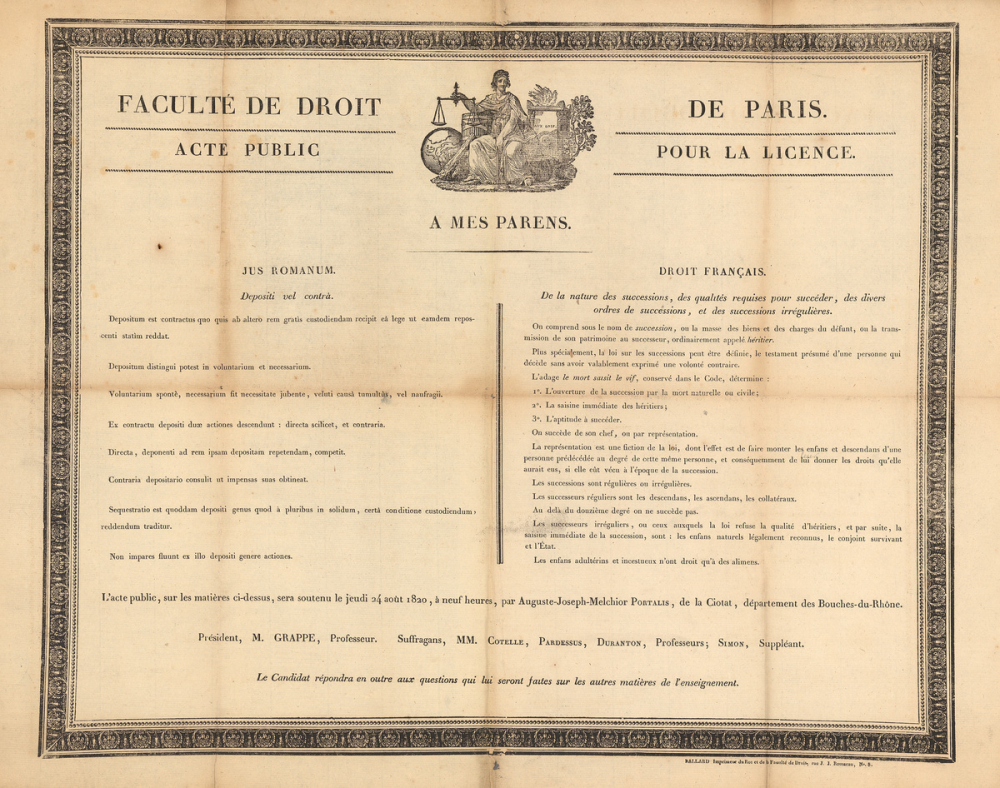 FACULTÉ DE DROIT
DE PARIS.
ACTE PUBLIC
POUR LA LICENCE.
A MES PARENS.
JUS ROMANUM.
Depositi vel contrà.
Depositum est contractus quo quis ab altero rem gratis custodiendam recipit eâ lege ut eamdem repos-
centi statim reddat.
Depositum distingui potest in voluntarium et necessarium.
Voluntarium spontè, necessarium fit necessitate jubente, veluti causâ tumultûs, vel naufragii.
Ex contractu depositi duæ actiones descendunt : directa scilicet, et contraria.
Directa, deponenti ad rem ipsam depositam repetendam, competit.
Contraria depositario consulit ut impensas suas obtineat.
Sequestratio est quoddam depositi genus quod à pluribus in solidum, certâ conditione custodiendum,
reddendum traditur.
Non impares fluunt ex illo depositi genere actiones.
DROIT FRANÇAIS.
De la nature des successions, des qualités requises pour succéder, des divers
ordres de successions, et des successions irrégulières.
On comprend sous le nom de succession, ou la masse des biens et des charges du défunt, ou la trans-
mission de son patrimoine au successeur, ordinairement appelé héritier.
Plus spécialement, la loi sur les successions peut être définie, le testament présumé d'une personne qui
décède sans avoir valablement exprimé une volonté contraire.
L'adage le mort saisit le vif, conservé dans le Code, détermine :
1°. L'ouverture de la succession par la mort naturelle ou civile;
2°. La saisine immédiate des héritiers;
3°. L'aptitude à succéder.
On succède de son chef, ou par représentation.
La représentation est une fiction de la loi, dont l'effet est de faire monter les enfans et descendans d'une
personne prédécédée au degré de cette même personne, et conséquemment de lui donner les droits qu'elle
aurait eus, si elle eût vécu à l'époque de la succession.
Les successions sont régulières ou irrégulières.
Les successeurs réguliers sont les descendans, les ascendans, les collatéraux.
Au delà du douzième degré on ne succède pas.
Les successeurs irréguliers, ou ceux auxquels la loi refuse la qualité d'héritiers, et par suite, la
saisine immédiate de la succession, sont : les enfans naturels légalement reconnus, le conjoint survivant
et l'État.
Les enfans adultérins et incestueux n'ont droit qu'à des alimens.
L'acte public, sur les matières ci-dessus, sera soutenu le jeudi 24 août 1820, à neuf heures, par Auguste-Joseph-Melchior PORTALIS, de la Ciotat, département des Bouches-du-Rhône.
Président, M. GRAPPE, Professeur. Suffragans, MM. COTELLE, PARDESSUS, DURANTON, Professeurs; SIMON, Suppléant.
Le Candidat répondra en outre aux questions qui lui seront faites sur les autres matières de l'enseignement.
BALLARD Imprimeur du Roi et de la Faculté de Droit, rue J. J. Rousseau, No. 8.